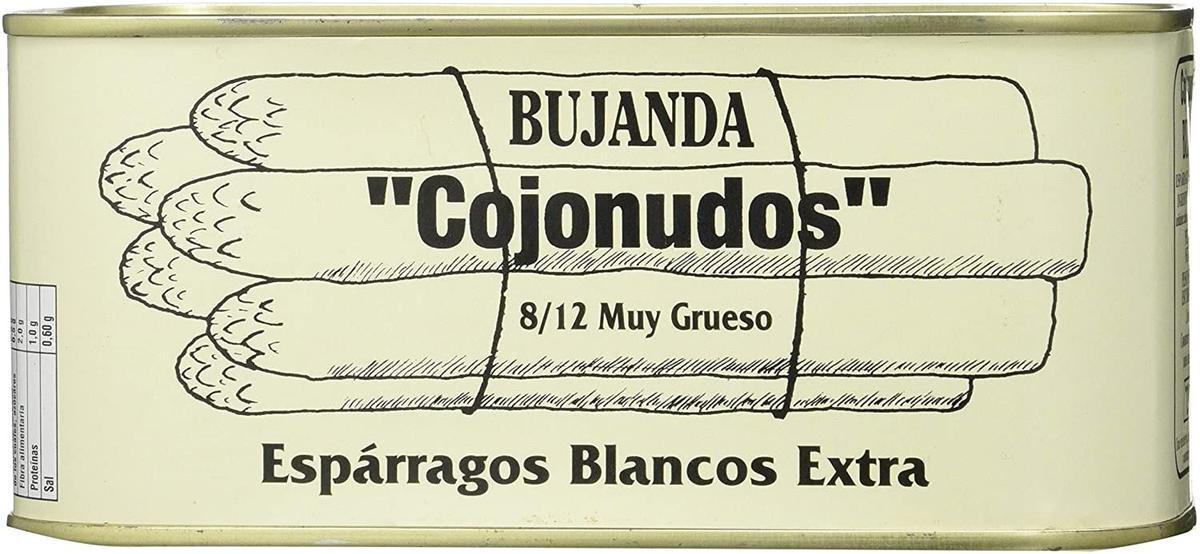 BUJANDA
"Cojonudos"
8/12 Muy Grueso
Espárragos Blancos Extra
Fibra alimentaria 2,0 g
Proteínas 1,0 g
Sal 0,60 g